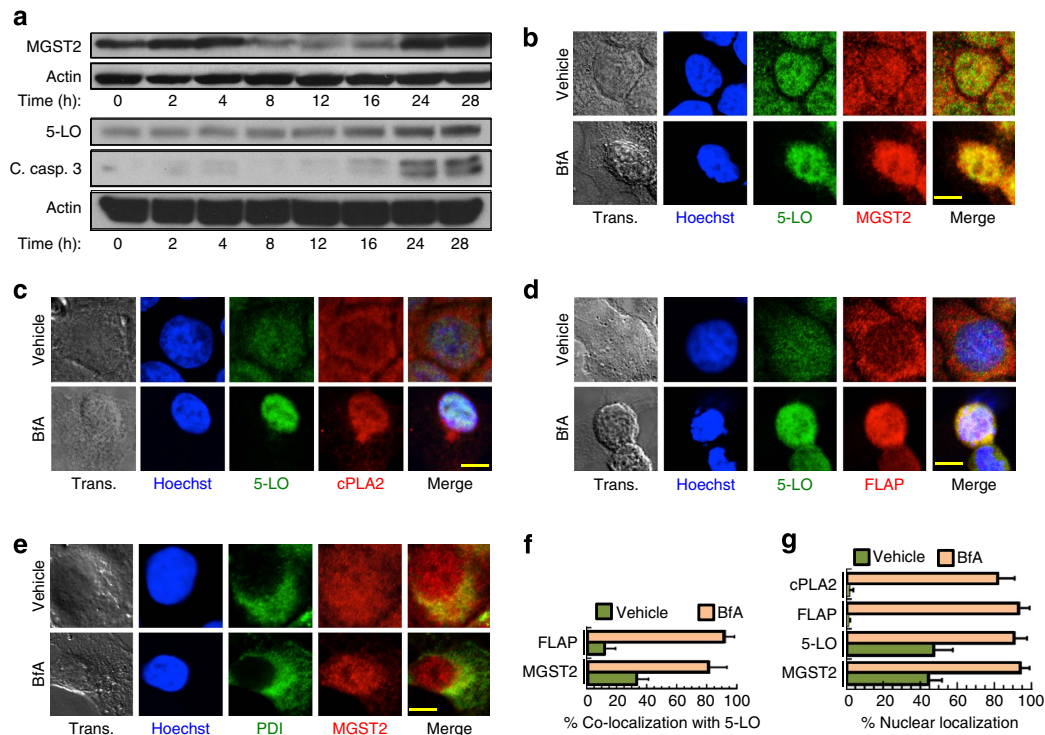 a
MGST2
Actin
Time (h): 0 2 4 8 12 16 24 28
5-LO
C. casp. 3
Actin
Time (h): 0 2 4 8 12 16 24 28
b
Vehicle
BfA
Trans. Hoechst 5-LO MGST2 Merge
c
Vehicle
BfA
Trans. Hoechst 5-LO cPLA2 Merge
d
Vehicle
BfA
Trans. Hoechst 5-LO FLAP Merge
e
Vehicle
BfA
Trans. Hoechst PDI MGST2 Merge
f
Vehicle BfA
FLAP
MGST2
0 20 40 60 80 100
% Co-localization with 5-LO
g
Vehicle BfA
cPLA2
FLAP
5-LO
MGST2
0 20 40 60 80 100
% Nuclear localization